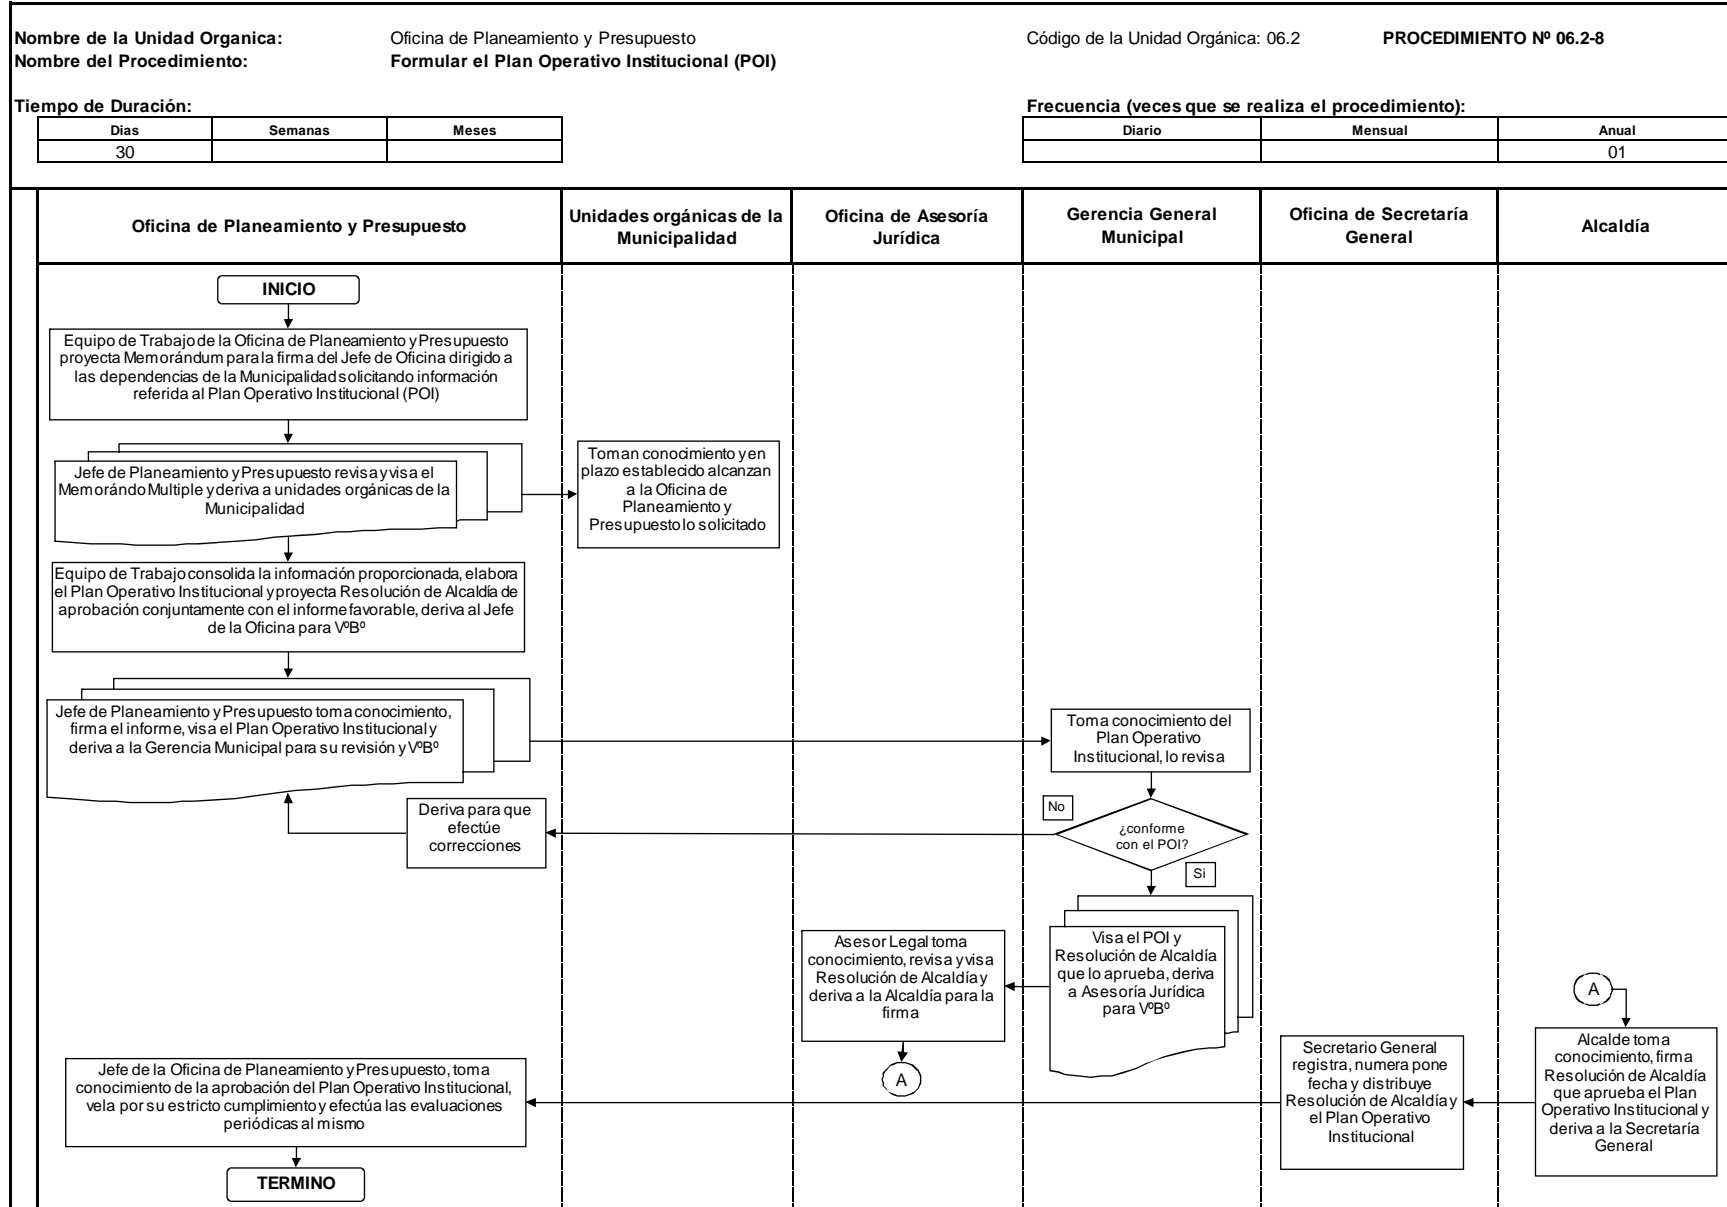 Nombre de la Unidad Organica: Oficina de Planeamiento y Presupuesto Código de la Unidad Orgánica: 06.2 PROCEDIMIENTO Nº 06.2-8
Nombre del Procedimiento: Formular el Plan Operativo Institucional (POI)
Tiempo de Duración: Frecuencia (veces que se realiza el procedimiento):
Dias Semanas Meses Diario Mensual Anual
30 01
Oficina de Planeamiento y Presupuesto
Unidades orgánicas de la
Municipalidad
Oficina de Asesoría
Jurídica
Gerencia General
Municipal
Oficina de Secretaría
General
Alcaldía
INICIO
Equipo de Trabajo de la Oficina de Planeamiento y Presupuesto
proyecta Memorándum para la firma del Jefe de Oficina dirigido a
las dependencias de la Municipalidad solicitando información
referida al Plan Operativo Institucional (POI)
Jefe de Planeamiento y Presupuesto revisa y visa el
Memorándo Multiple y deriva a unidades orgánicas de la
Municipalidad
Toman conocimiento y en
plazo establecido alcanzan
a la Oficina de
Planeamiento y
Presupuesto lo solicitado
Equipo de Trabajo consolida la información proporcionada, elabora
el Plan Operativo Institucional y proyecta Resolución de Alcaldía de
aprobación conjuntamente con el informe favorable, deriva al Jefe
de la Oficina para VºBº
Jefe de Planeamiento y Presupuesto toma conocimiento,
firma el informe, visa el Plan Operativo Institucional y
deriva a la Gerencia Municipal para su revisión y VºBº
Toma conocimiento del
Plan Operativo
Institucional, lo revisa
No
¿conforme
con el POI?
Si
Deriva para que
efectúe
correcciones
Visa el POI y
Resolución de Alcaldía
que lo aprueba, deriva
a Asesoría Jurídica
para VºBº
Asesor Legal toma
conocimiento, revisa y visa
Resolución de Alcaldía y
deriva a la Alcaldía para la
firma
A
A
Alcalde toma
conocimiento, firma
Resolución de Alcaldía
que aprueba el Plan
Operativo Institucional y
deriva a la Secretaría
General
Secretario General
registra, numera pone
fecha y distribuye
Resolución de Alcaldía y
el Plan Operativo
Institucional
Jefe de la Oficina de Planeamiento y Presupuesto, toma
conocimiento de la aprobación del Plan Operativo Institucional,
vela por su estricto cumplimiento y efectúa las evaluaciones
periódicas al mismo
TERMINO